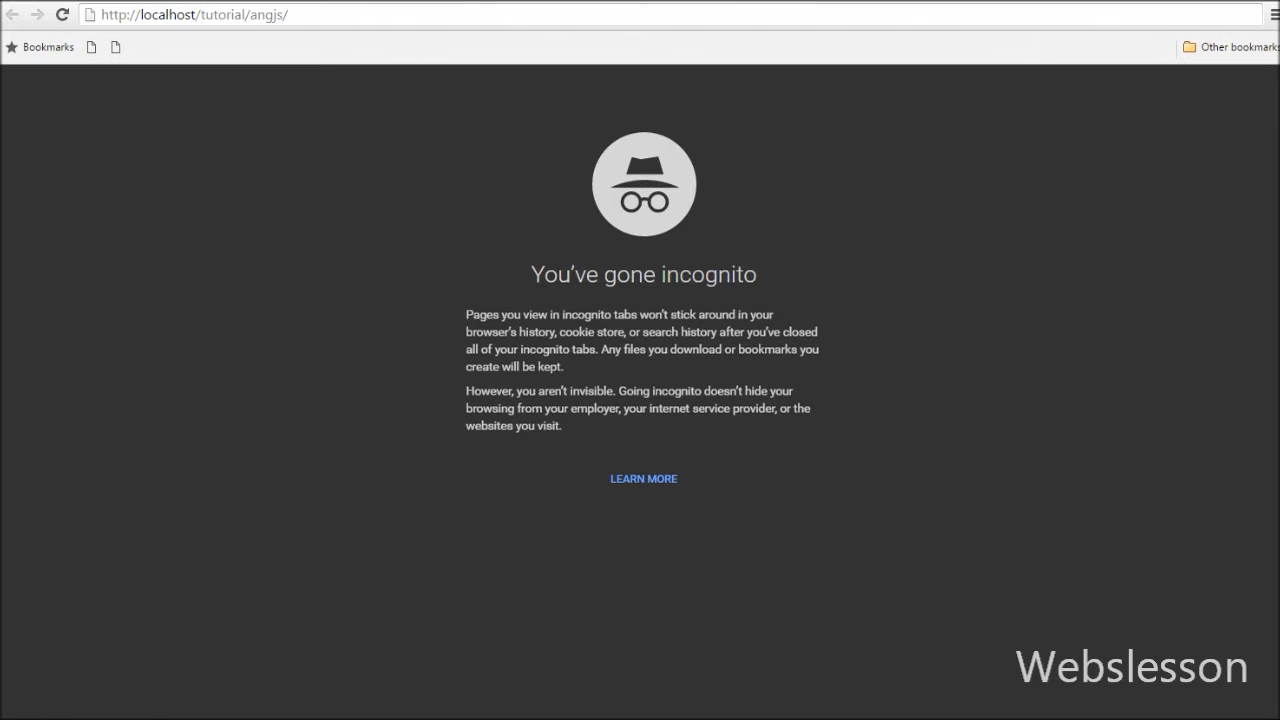 http://localhost/tutorial/angjs/
Bookmarks
Other bookmarks
You’ve gone incognito
Pages you view in incognito tabs won’t stick around in your
browser’s history, cookie store, or search history after you’ve closed
all of your incognito tabs. Any files you download or bookmarks you
create will be kept.
However, you aren’t invisible. Going incognito doesn’t hide your
browsing from your employer, your internet service provider, or the
websites you visit.
LEARN MORE
Webslesson